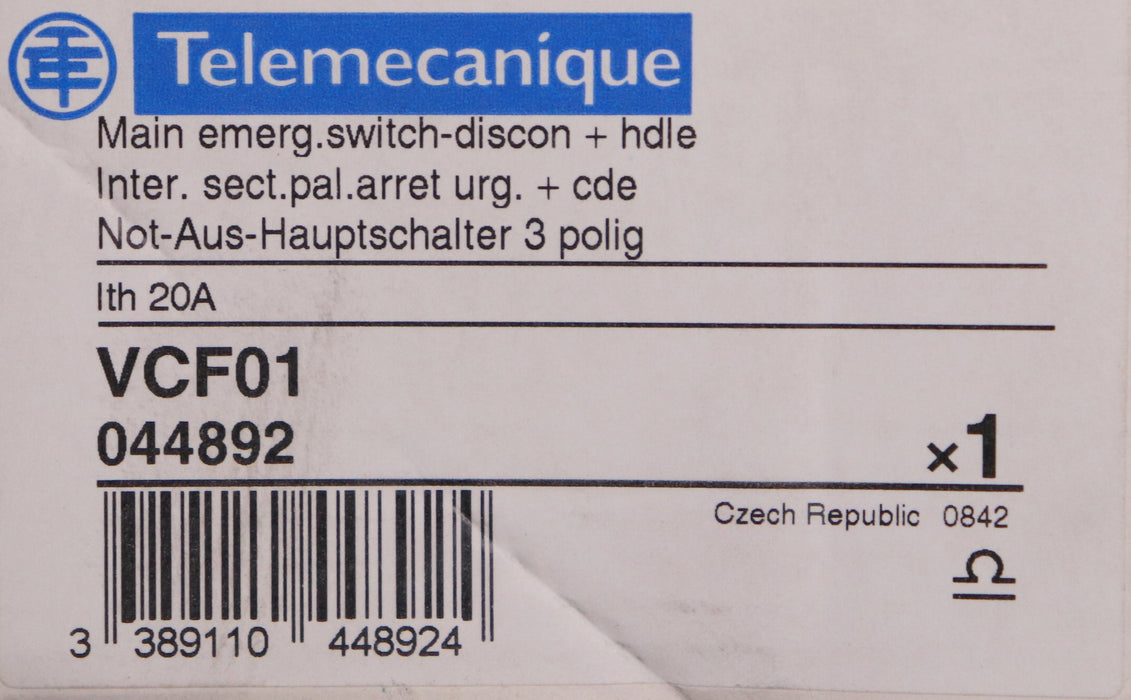 Telemecanique
Main emerg.switch-discon + hdle
Inter. sect.pal.arret urg. + cde
Not-Aus-Hauptschalter 3 polig
Ith 20A
VCF01
044892
×1
Czech Republic 0842
3 389110 448924